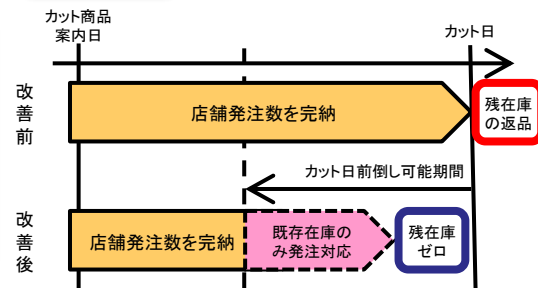 カット商品
案内日
カット日
改善前
店舗発注数を完納
残在庫
の返品
カット日前倒し可能期間
改善後
店舗発注数を完納
既存在庫の
み発注対応
残在庫
ゼロ